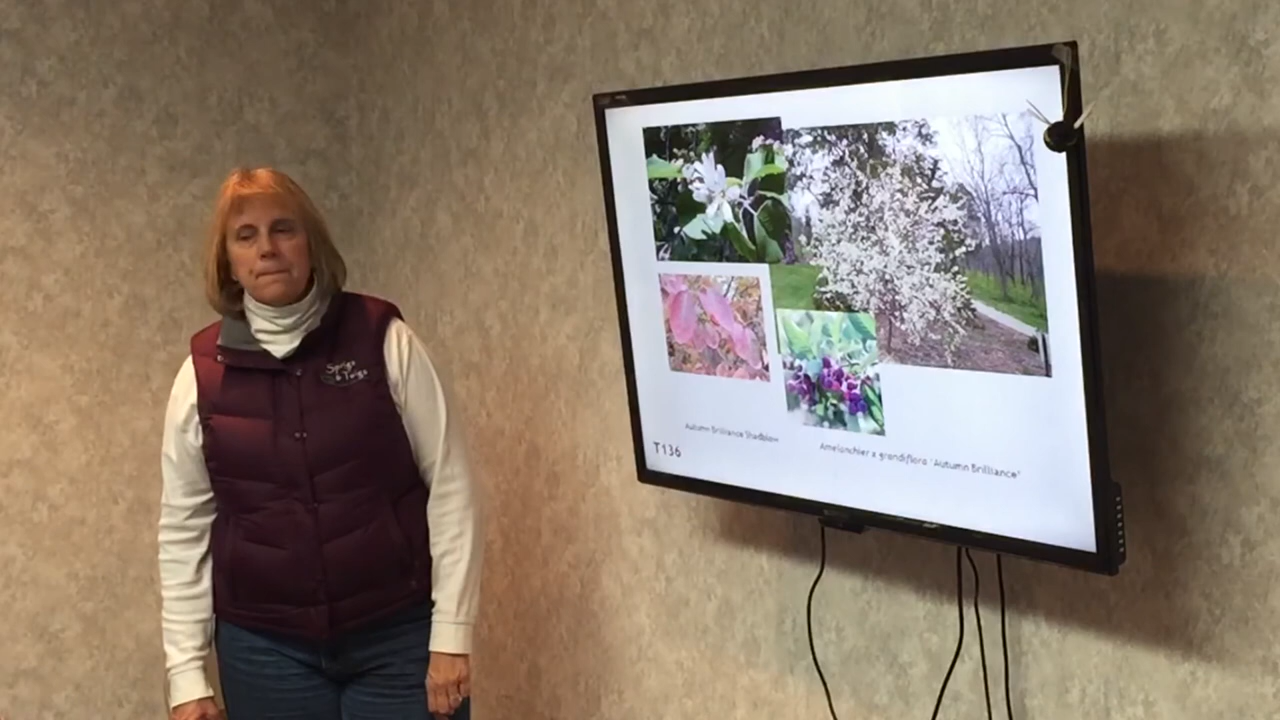 Sprigs
& Twigs
Autumn Brilliance Shadblow
T136
Amelanchier x grandiflora 'Autumn Brilliance'